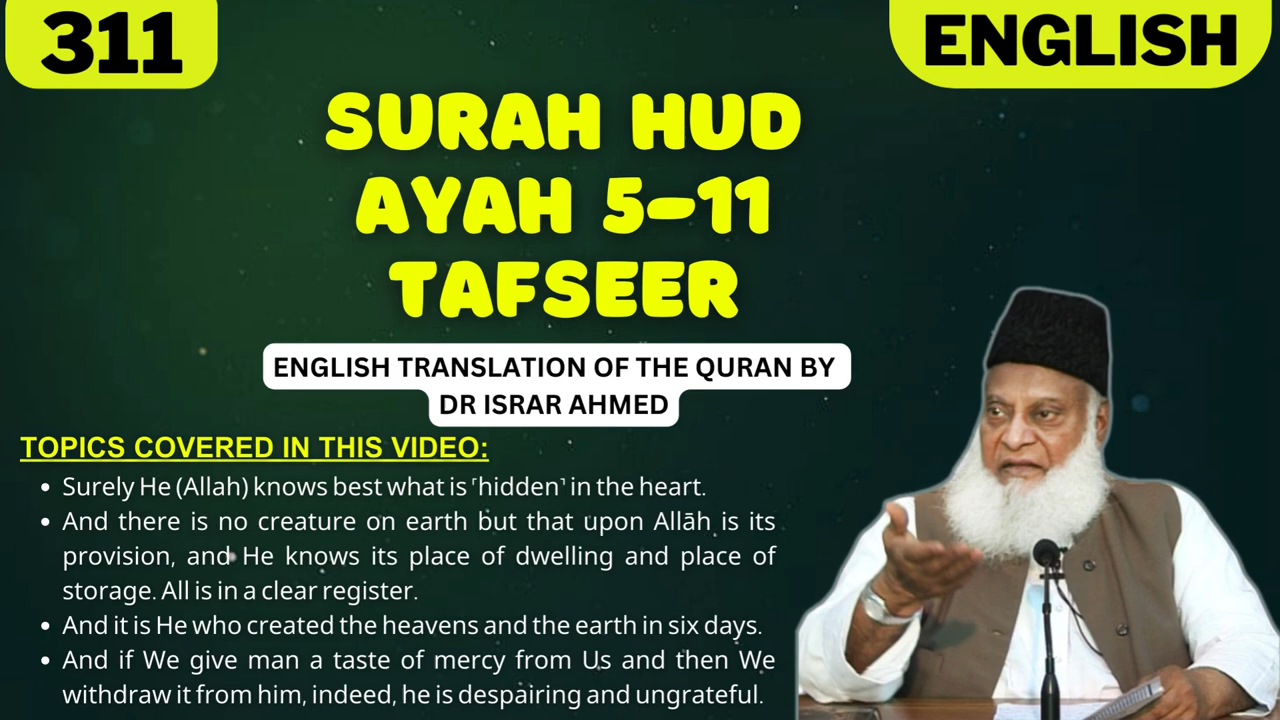 311
ENGLISH
SURAH HUD
AYAH 5-11
TAFSEER
ENGLISH TRANSLATION OF THE QURAN BY
DR ISRAR AHMED
TOPICS COVERED IN THIS VIDEO:
• Surely He (Allah) knows best what is ˹hidden˺ in the heart.
• And there is no creature on earth but that upon Allāh is its
provision, and He knows its place of dwelling and place of
storage. All is in a clear register.
• And it is He who created the heavens and the earth in six days.
• And if We give man a taste of mercy from Us and then We
withdraw it from him, indeed, he is despairing and ungrateful.